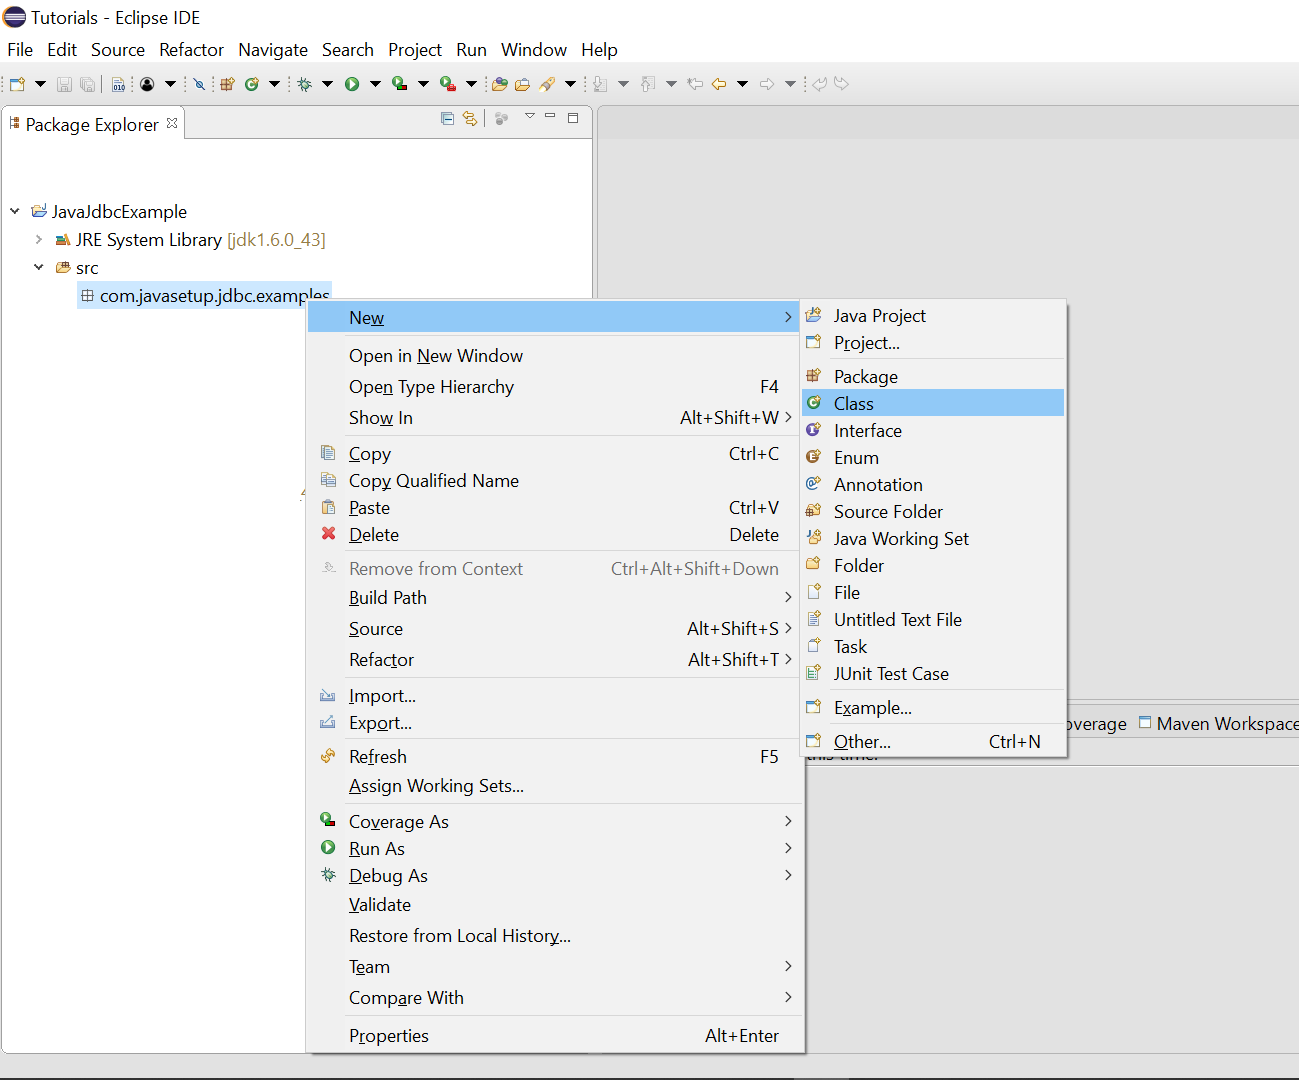 Tutorials - Eclipse IDE
File Edit Source Refactor Navigate Search Project Run Window Help
Package Explorer
JavaJdbcExample
JRE System Library [jdk1.6.0_43]
src
com.javasetup.jdbc.examples
New
Open in New Window
Open Type Hierarchy F4
Show In Alt+Shift+W
Copy Ctrl+C
Copy Qualified Name
Paste Ctrl+V
Delete Delete
Remove from Context Ctrl+Alt+Shift+Down
Build Path
Source Alt+Shift+S
Refactor Alt+Shift+T
Import...
Export...
Refresh F5
Assign Working Sets...
Coverage As
Run As
Debug As
Validate
Restore from Local History...
Team
Compare With
Properties Alt+Enter
Java Project
Project...
Package
Class
Interface
Enum
Annotation
Source Folder
Java Working Set
Folder
File
Untitled Text File
Task
JUnit Test Case
Example...
Other... Ctrl+N
overage Maven Workspace
this time.